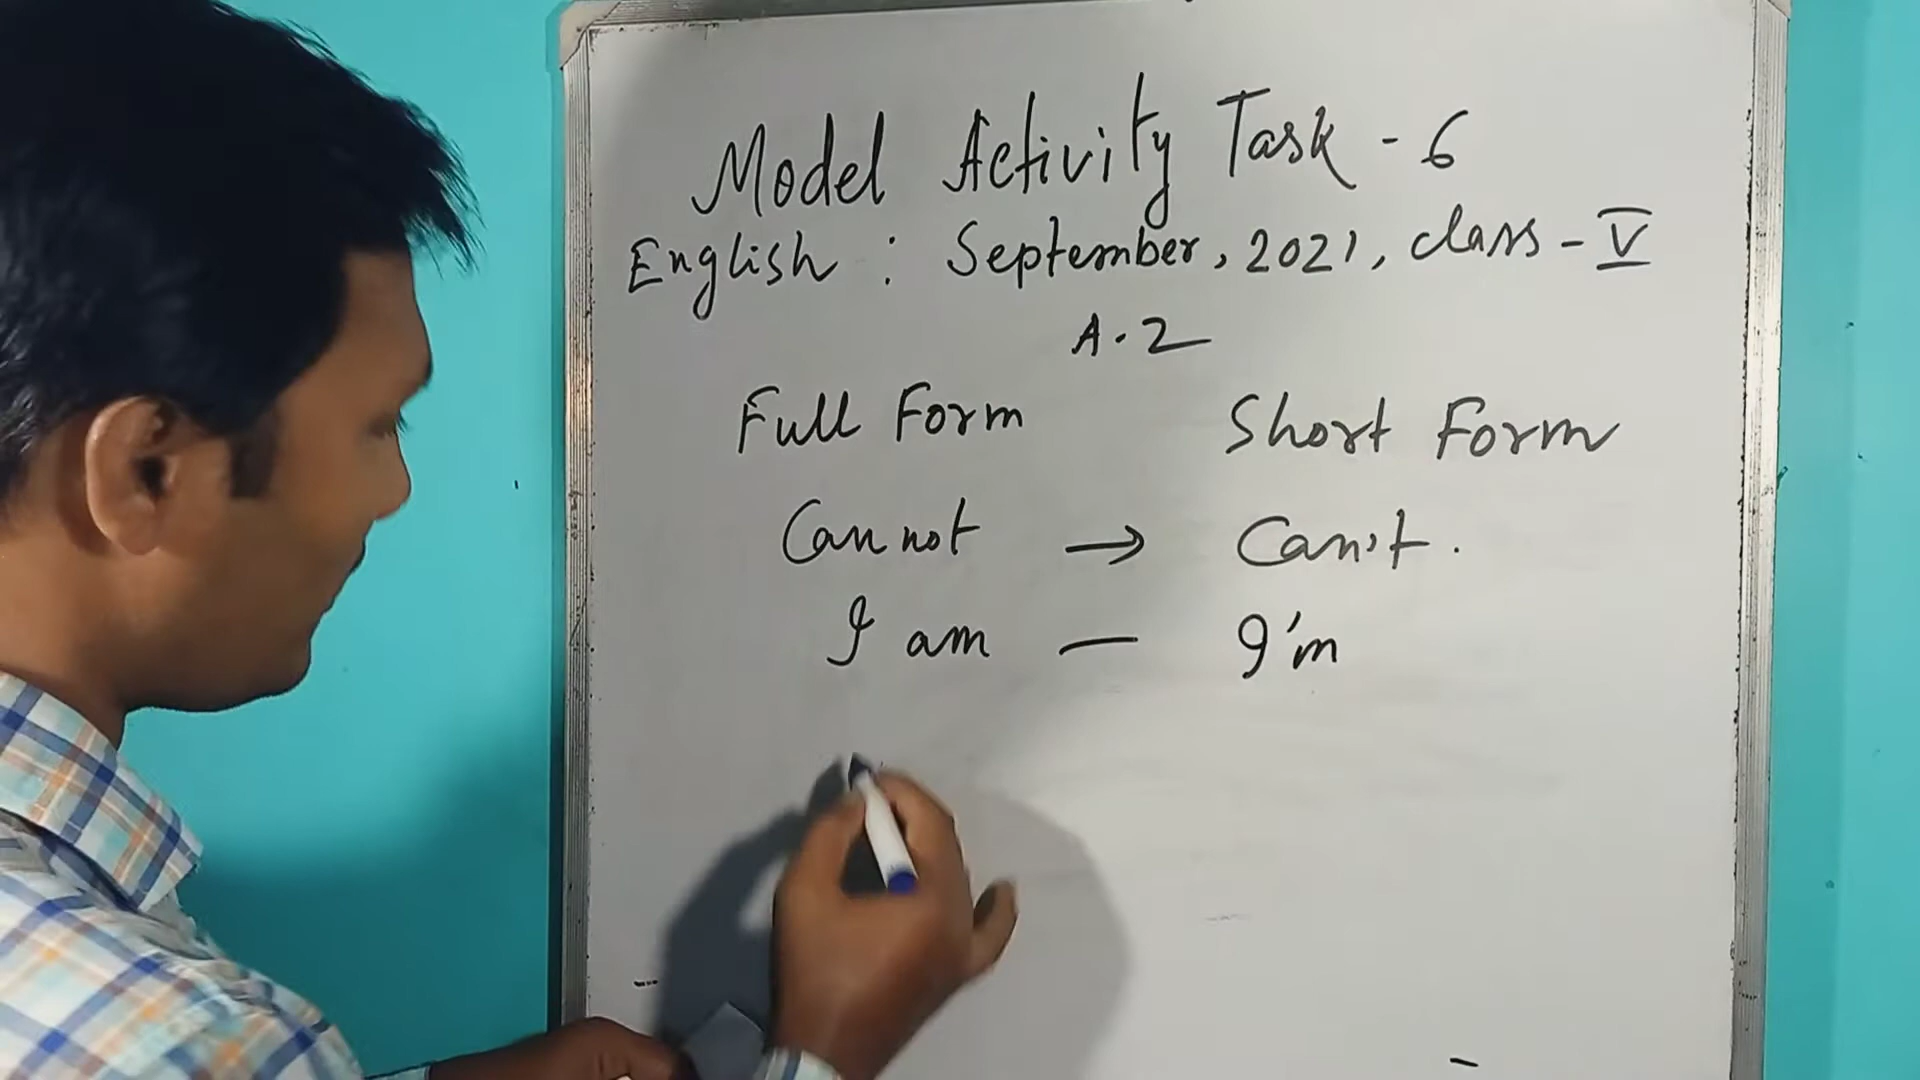 Model Activity Task - 6
English : September, 2021, class - V
A. 2
Full Form Short Form
Can not → Can't.
I am — I'm